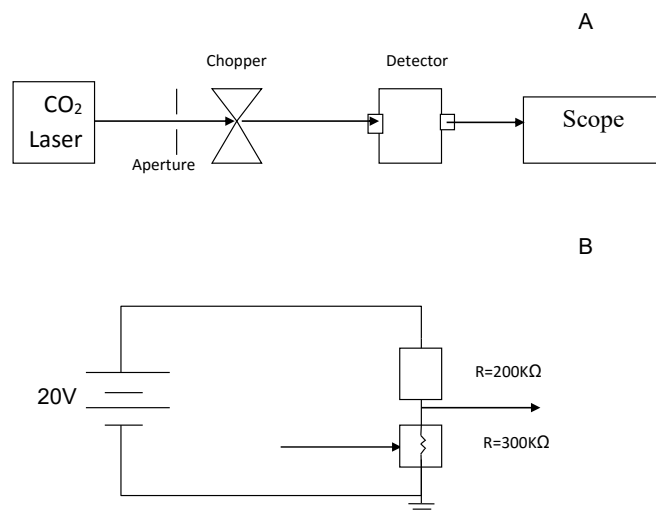 A
Chopper
Detector
CO₂
Laser
Scope
Aperture
B
R=200KΩ
20V
R=300KΩ